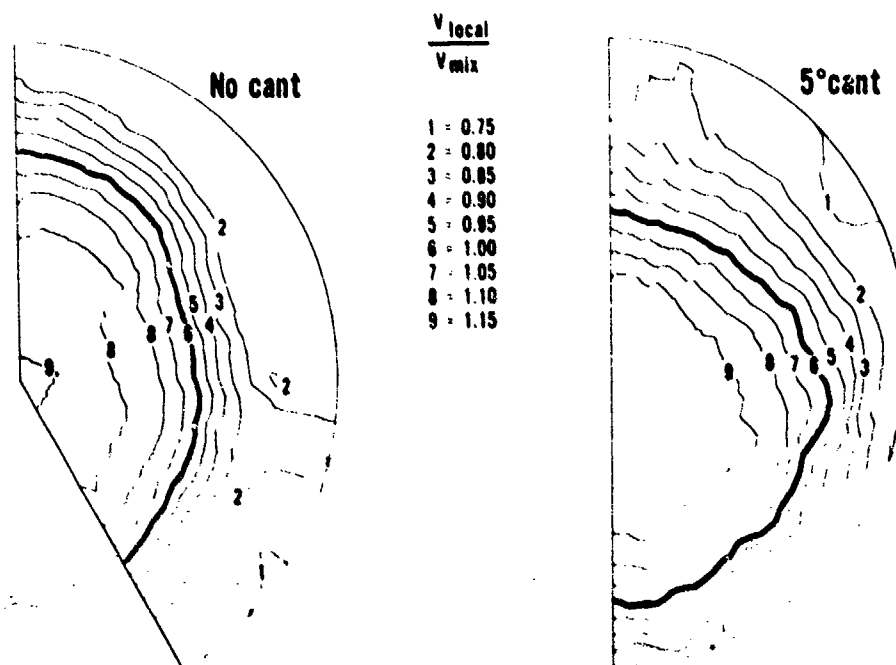 No cant
V local
V mix
1 = 0.75
2 = 0.80
3 = 0.85
4 = 0.90
5 = 0.95
6 = 1.00
7 = 1.05
8 = 1.10
9 = 1.15
5° cant
2
5 3
8 8 7 6 4
9
2
2
1
2
4
5 3
8 7 6
9